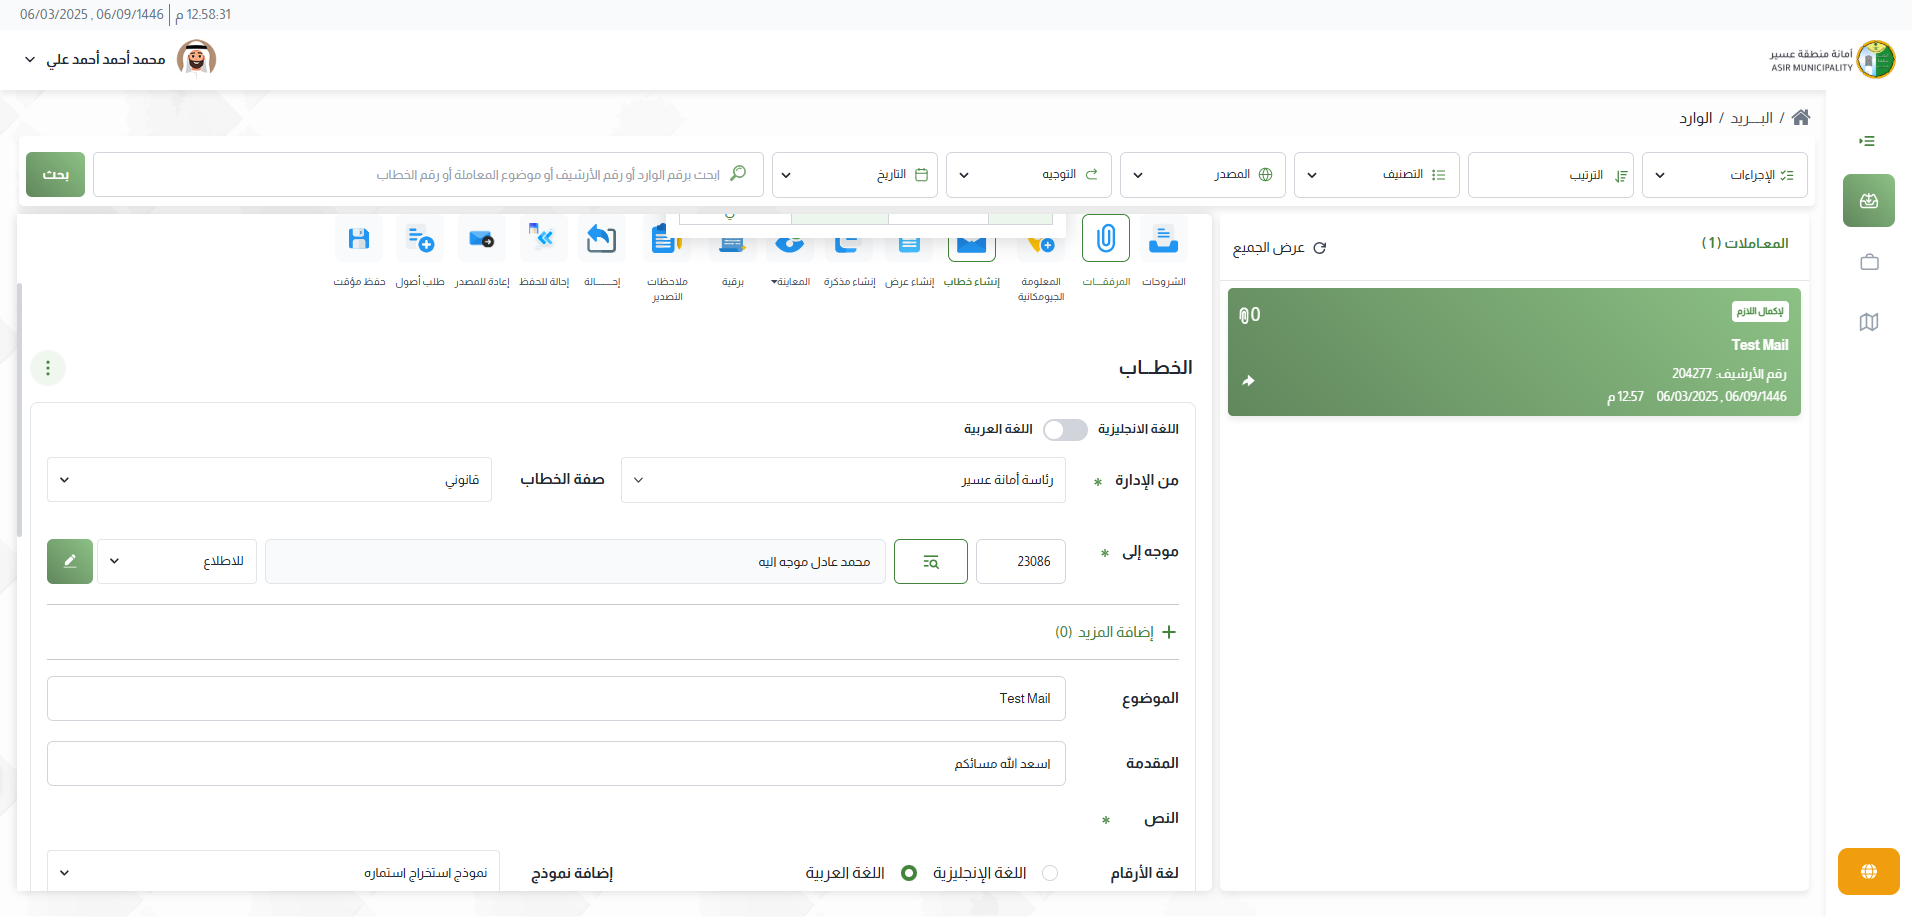 06/03/2025 , 06/09/1446 | 12:58:31 م
محمد أحمد أحمد علي
أمانة منطقة عسير
ASIR MUNICIPALITY
/ البـــريد / الوارد
الإجراءات
الترتيب
التصنيف
المصدر
التوجيه
التاريخ
ابحث برقم الوارد أو رقم الأرشيف أو موضوع المعاملة أو رقم الخطاب
بحث
المعـاملات (1)
عرض الجميع
لإكمال اللازم
0
Test Mail
رقم الأرشيف: 204277
06/03/2025 , 06/09/1446 12:57 م
الشروحات
المرفقـــات
المعلومة الجيومكانية
إنشاء خطاب
إنشاء عرض
إنشاء مذكرة
المعاينة
برقية
ملاحظات التصدير
إحـــــالة
إحالة للحفظ
إعادة للمصدر
طلب أصول
حفظ مؤقت
الخطـــاب
اللغة الانجليزية
اللغة العربية
من الإدارة *
رئاسة أمانة عسير
صفة الخطاب
قانوني
موجه إلى *
23086
محمد عادل موجه اليه
للاطلاع
+ إضافة المزيد (0)
الموضوع
Test Mail
المقدمة
اسعد الله مسائكم
النص *
لغة الأرقام
اللغة الإنجليزية
اللغة العربية
إضافة نموذج
نموذج استخراج استماره